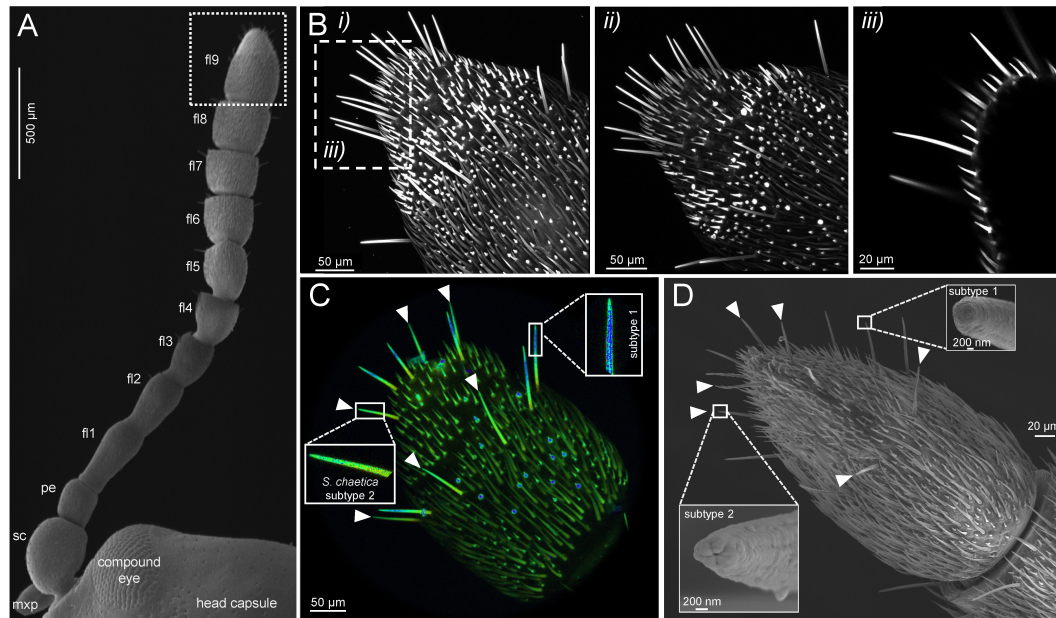 A
500 µm
fl9
fl8
fl7
fl6
fl5
fl4
fl3
fl2
fl1
pe
sc
mxp
compound
eye
head capsule
B
i)
iii)
50 µm
ii)
50 µm
iii)
20 µm
C
subtype 1
S. chaetica
subtype 2
50 µm
D
subtype 1
200 nm
20 µm
subtype 2
200 nm